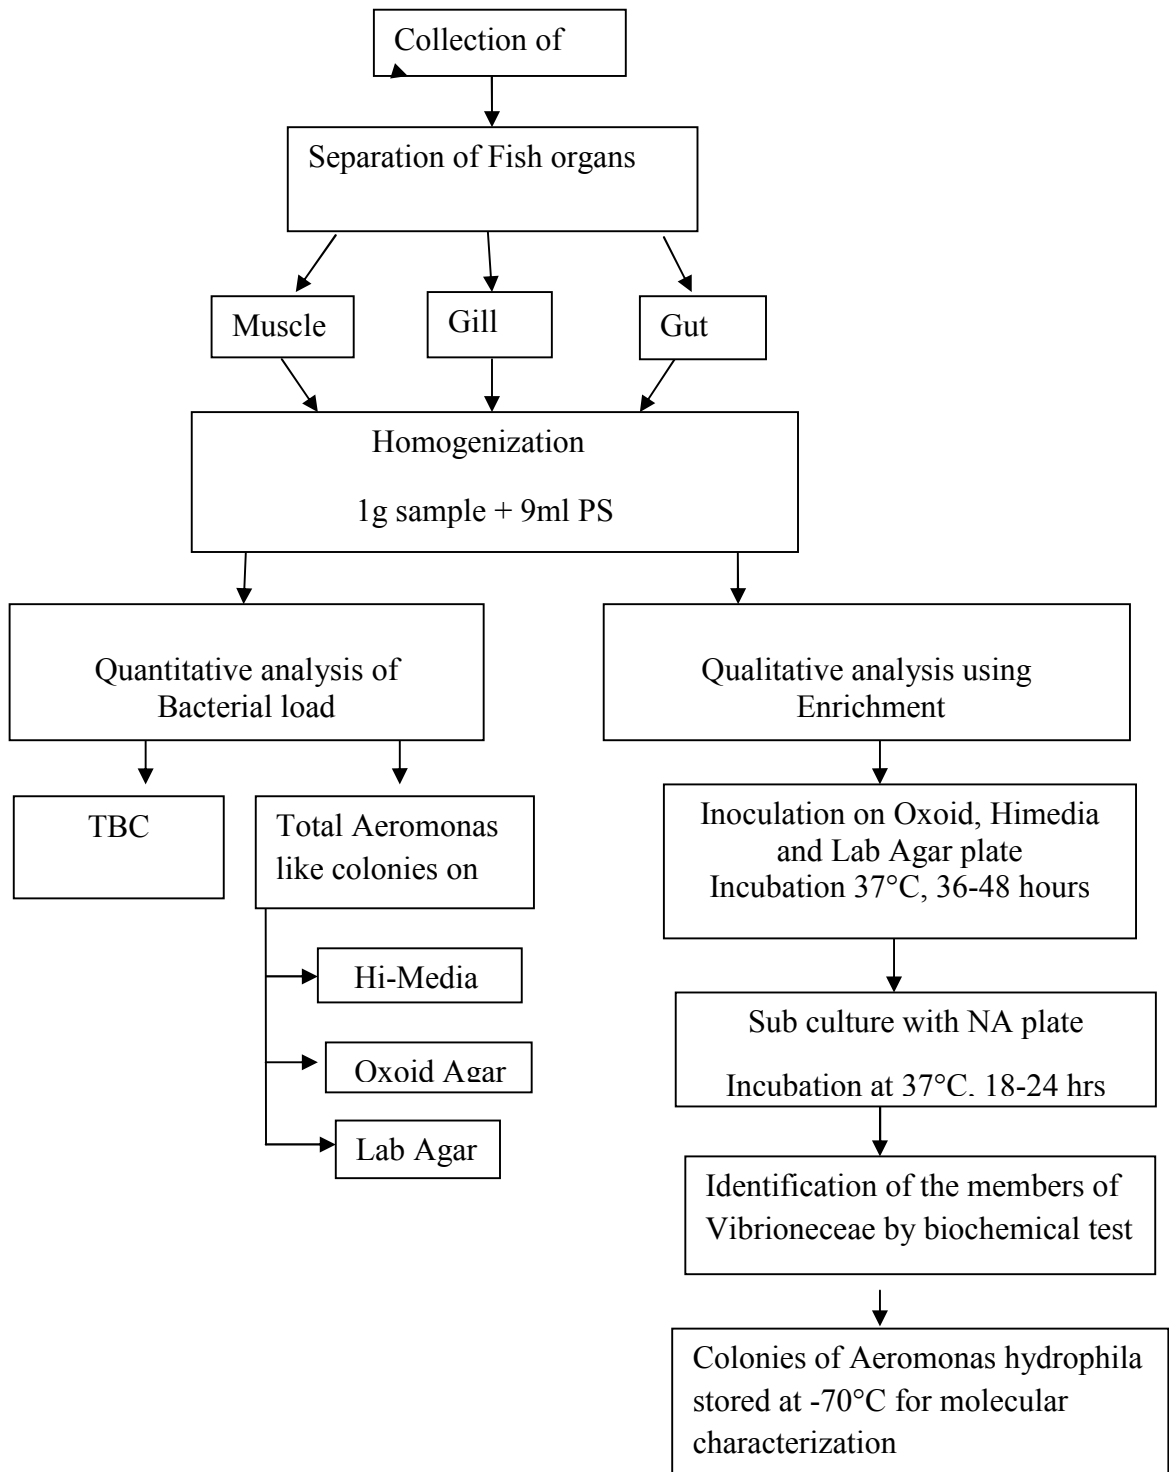 Collection of
Separation of Fish organs
Muscle
Gill
Gut
Homogenization
1g sample + 9ml PS
Quantitative analysis of
Bacterial load
Qualitative analysis using
Enrichment
TBC
Total Aeromonas
like colonies on
Hi-Media
Oxoid Agar
Lab Agar
Inoculation on Oxoid, Himedia
and Lab Agar plate
Incubation 37°C, 36-48 hours
Sub culture with NA plate
Incubation at 37°C, 18-24 hrs
Identification of the members of
Vibrioneceae by biochemical test
Colonies of Aeromonas hydrophila
stored at -70°C for molecular
characterization